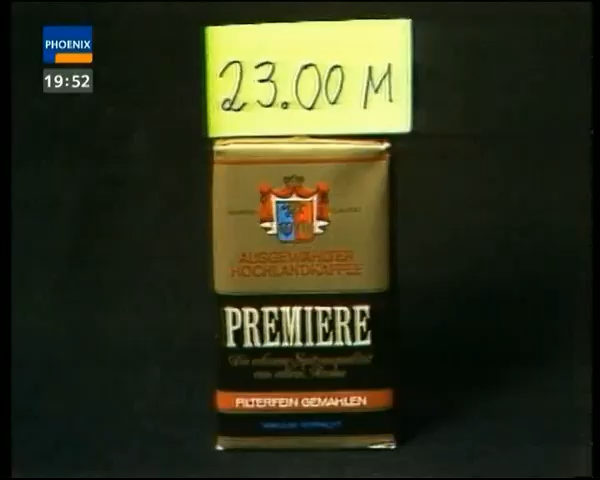 PHOENIX
19:52
23.00 M
AUSGEWÄHLTER
HOCHLANDKAFFEE
PREMIERE
FILTERFEIN GEMAHLEN